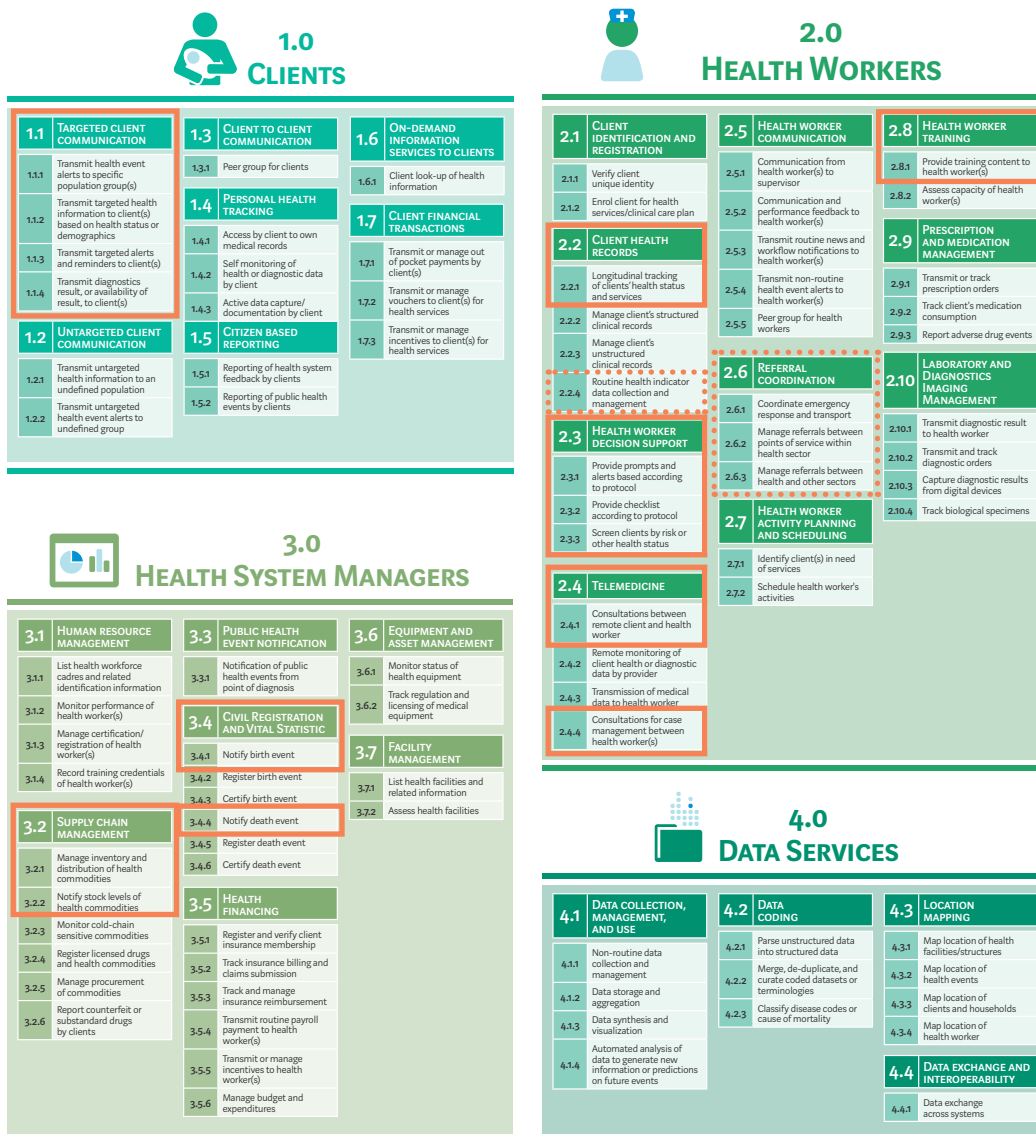 1.0
CLIENTS
1.1 TARGETED CLIENT
COMMUNICATION
1.1.1 Transmit health event
alerts to specific
population group(s)
1.1.2 Transmit targeted health
information to client(s)
based on health status or
demographics
1.1.3 Transmit targeted alerts
and reminders to client(s)
1.1.4 Transmit diagnostics
result, or availability of
result, to client(s)
1.2 UNTARGETED CLIENT
COMMUNICATION
1.2.1 Transmit untargeted
health information to an
undefined population
1.2.2 Transmit untargeted
health event alerts to
undefined group
1.3 CLIENT TO CLIENT
COMMUNICATION
1.3.1 Peer group for clients
1.4 PERSONAL HEALTH
TRACKING
1.4.1 Access by client to own
medical records
1.4.2 Self monitoring of
health or diagnostic data
by client
1.4.3 Active data capture/
documentation by client
1.5 CITIZEN BASED
REPORTING
1.5.1 Reporting of health system
feedback by clients
1.5.2 Reporting of public health
events by clients
1.6 ON-DEMAND
INFORMATION
SERVICES TO CLIENTS
1.6.1 Client look-up of health
information
1.7 CLIENT FINANCIAL
TRANSACTIONS
1.7.1 Transmit or manage out
of pocket payments by
client(s)
1.7.2 Transmit or manage
vouchers to client(s) for
health services
1.7.3 Transmit or manage
incentives to client(s) for
health services
2.0
HEALTH WORKERS
2.1 CLIENT
IDENTIFICATION AND
REGISTRATION
2.1.1 Verify client
unique identity
2.1.2 Enrol client for health
services/clinical care plan
2.2 CLIENT HEALTH
RECORDS
2.2.1 Longitudinal tracking
of clients' health status
and services
2.2.2 Manage client's structured
clinical records
2.2.3 Manage client's
unstructured
clinical records
2.2.4 Routine health indicator
data collection and
management
2.3 HEALTH WORKER
DECISION SUPPORT
2.3.1 Provide prompts and
alerts based according
to protocol
2.3.2 Provide checklist
according to protocol
2.3.3 Screen clients by risk or
other health status
2.4 TELEMEDICINE
2.4.1 Consultations between
remote client and health
worker
2.4.2 Remote monitoring of
client health or diagnostic
data by provider
2.4.3 Transmission of medical
data to health worker
2.4.4 Consultations for case
management between
health worker(s)
2.5 HEALTH WORKER
COMMUNICATION
2.5.1 Communication from
health worker(s) to
supervisor
2.5.2 Communication and
performance feedback to
health worker(s)
2.5.3 Transmit routine news and
workflow notifications to
health worker(s)
2.5.4 Transmit non-routine
health event alerts to
health worker(s)
2.5.5 Peer group for health
workers
2.6 REFERRAL
COORDINATION
2.6.1 Coordinate emergency
response and transport
2.6.2 Manage referrals between
points of service within
health sector
2.6.3 Manage referrals between
health and other sectors
2.7 HEALTH WORKER
ACTIVITY PLANNING
AND SCHEDULING
2.7.1 Identify client(s) in need
of services
2.7.2 Schedule health worker's
activities
2.8 HEALTH WORKER
TRAINING
2.8.1 Provide training content to
health worker(s)
2.8.2 Assess capacity of health
worker(s)
2.9 PRESCRIPTION
AND MEDICATION
MANAGEMENT
2.9.1 Transmit or track
prescription orders
2.9.2 Track client's medication
consumption
2.9.3 Report adverse drug events
2.10 LABORATORY AND
DIAGNOSTICS
IMAGING
MANAGEMENT
2.10.1 Transmit diagnostic result
to health worker
2.10.2 Transmit and track
diagnostic orders
2.10.3 Capture diagnostic results
from digital devices
2.10.4 Track biological specimens
3.0
HEALTH SYSTEM MANAGERS
3.1 HUMAN RESOURCE
MANAGEMENT
3.1.1 List health workforce
cadres and related
identification information
3.1.2 Monitor performance of
health worker(s)
3.1.3 Manage certification/
registration of health
worker(s)
3.1.4 Record training credentials
of health worker(s)
3.2 SUPPLY CHAIN
MANAGEMENT
3.2.1 Manage inventory and
distribution of health
commodities
3.2.2 Notify stock levels of
health commodities
3.2.3 Monitor cold-chain
sensitive commodities
3.2.4 Register licensed drugs
and health commodities
3.2.5 Manage procurement
of commodities
3.2.6 Report counterfeit or
substandard drugs
by clients
3.3 PUBLIC HEALTH
EVENT NOTIFICATION
3.3.1 Notification of public
health events from
point of diagnosis
3.4 CIVIL REGISTRATION
AND VITAL STATISTIC
3.4.1 Notify birth event
3.4.2 Register birth event
3.4.3 Certify birth event
3.4.4 Notify death event
3.4.5 Register death event
3.4.6 Certify death event
3.5 HEALTH
FINANCING
3.5.1 Register and verify client
insurance membership
3.5.2 Track insurance billing and
claims submission
3.5.3 Track and manage
insurance reimbursement
3.5.4 Transmit routine payroll
payment to health
worker(s)
3.5.5 Transmit or manage
incentives to health
worker(s)
3.5.6 Manage budget and
expenditures
3.6 EQUIPMENT AND
ASSET MANAGEMENT
3.6.1 Monitor status of
health equipment
3.6.2 Track regulation and
licensing of medical
equipment
3.7 FACILITY
MANAGEMENT
3.7.1 List health facilities and
related information
3.7.2 Assess health facilities
4.0
DATA SERVICES
4.1 DATA COLLECTION,
MANAGEMENT,
AND USE
4.1.1 Non-routine data
collection and
management
4.1.2 Data storage and
aggregation
4.1.3 Data synthesis and
visualization
4.1.4 Automated analysis of
data to generate new
information or predictions
on future events
4.2 DATA
CODING
4.2.1 Parse unstructured data
into structured data
4.2.2 Merge, de-duplicate, and
curate coded datasets or
terminologies
4.2.3 Classify disease codes or
cause of mortality
4.3 LOCATION
MAPPING
4.3.1 Map location of health
facilities/structures
4.3.2 Map location of
health events
4.3.3 Map location of
clients and households
4.3.4 Map location of
health worker
4.4 DATA EXCHANGE AND
INTEROPERABILITY
4.4.1 Data exchange
across systems